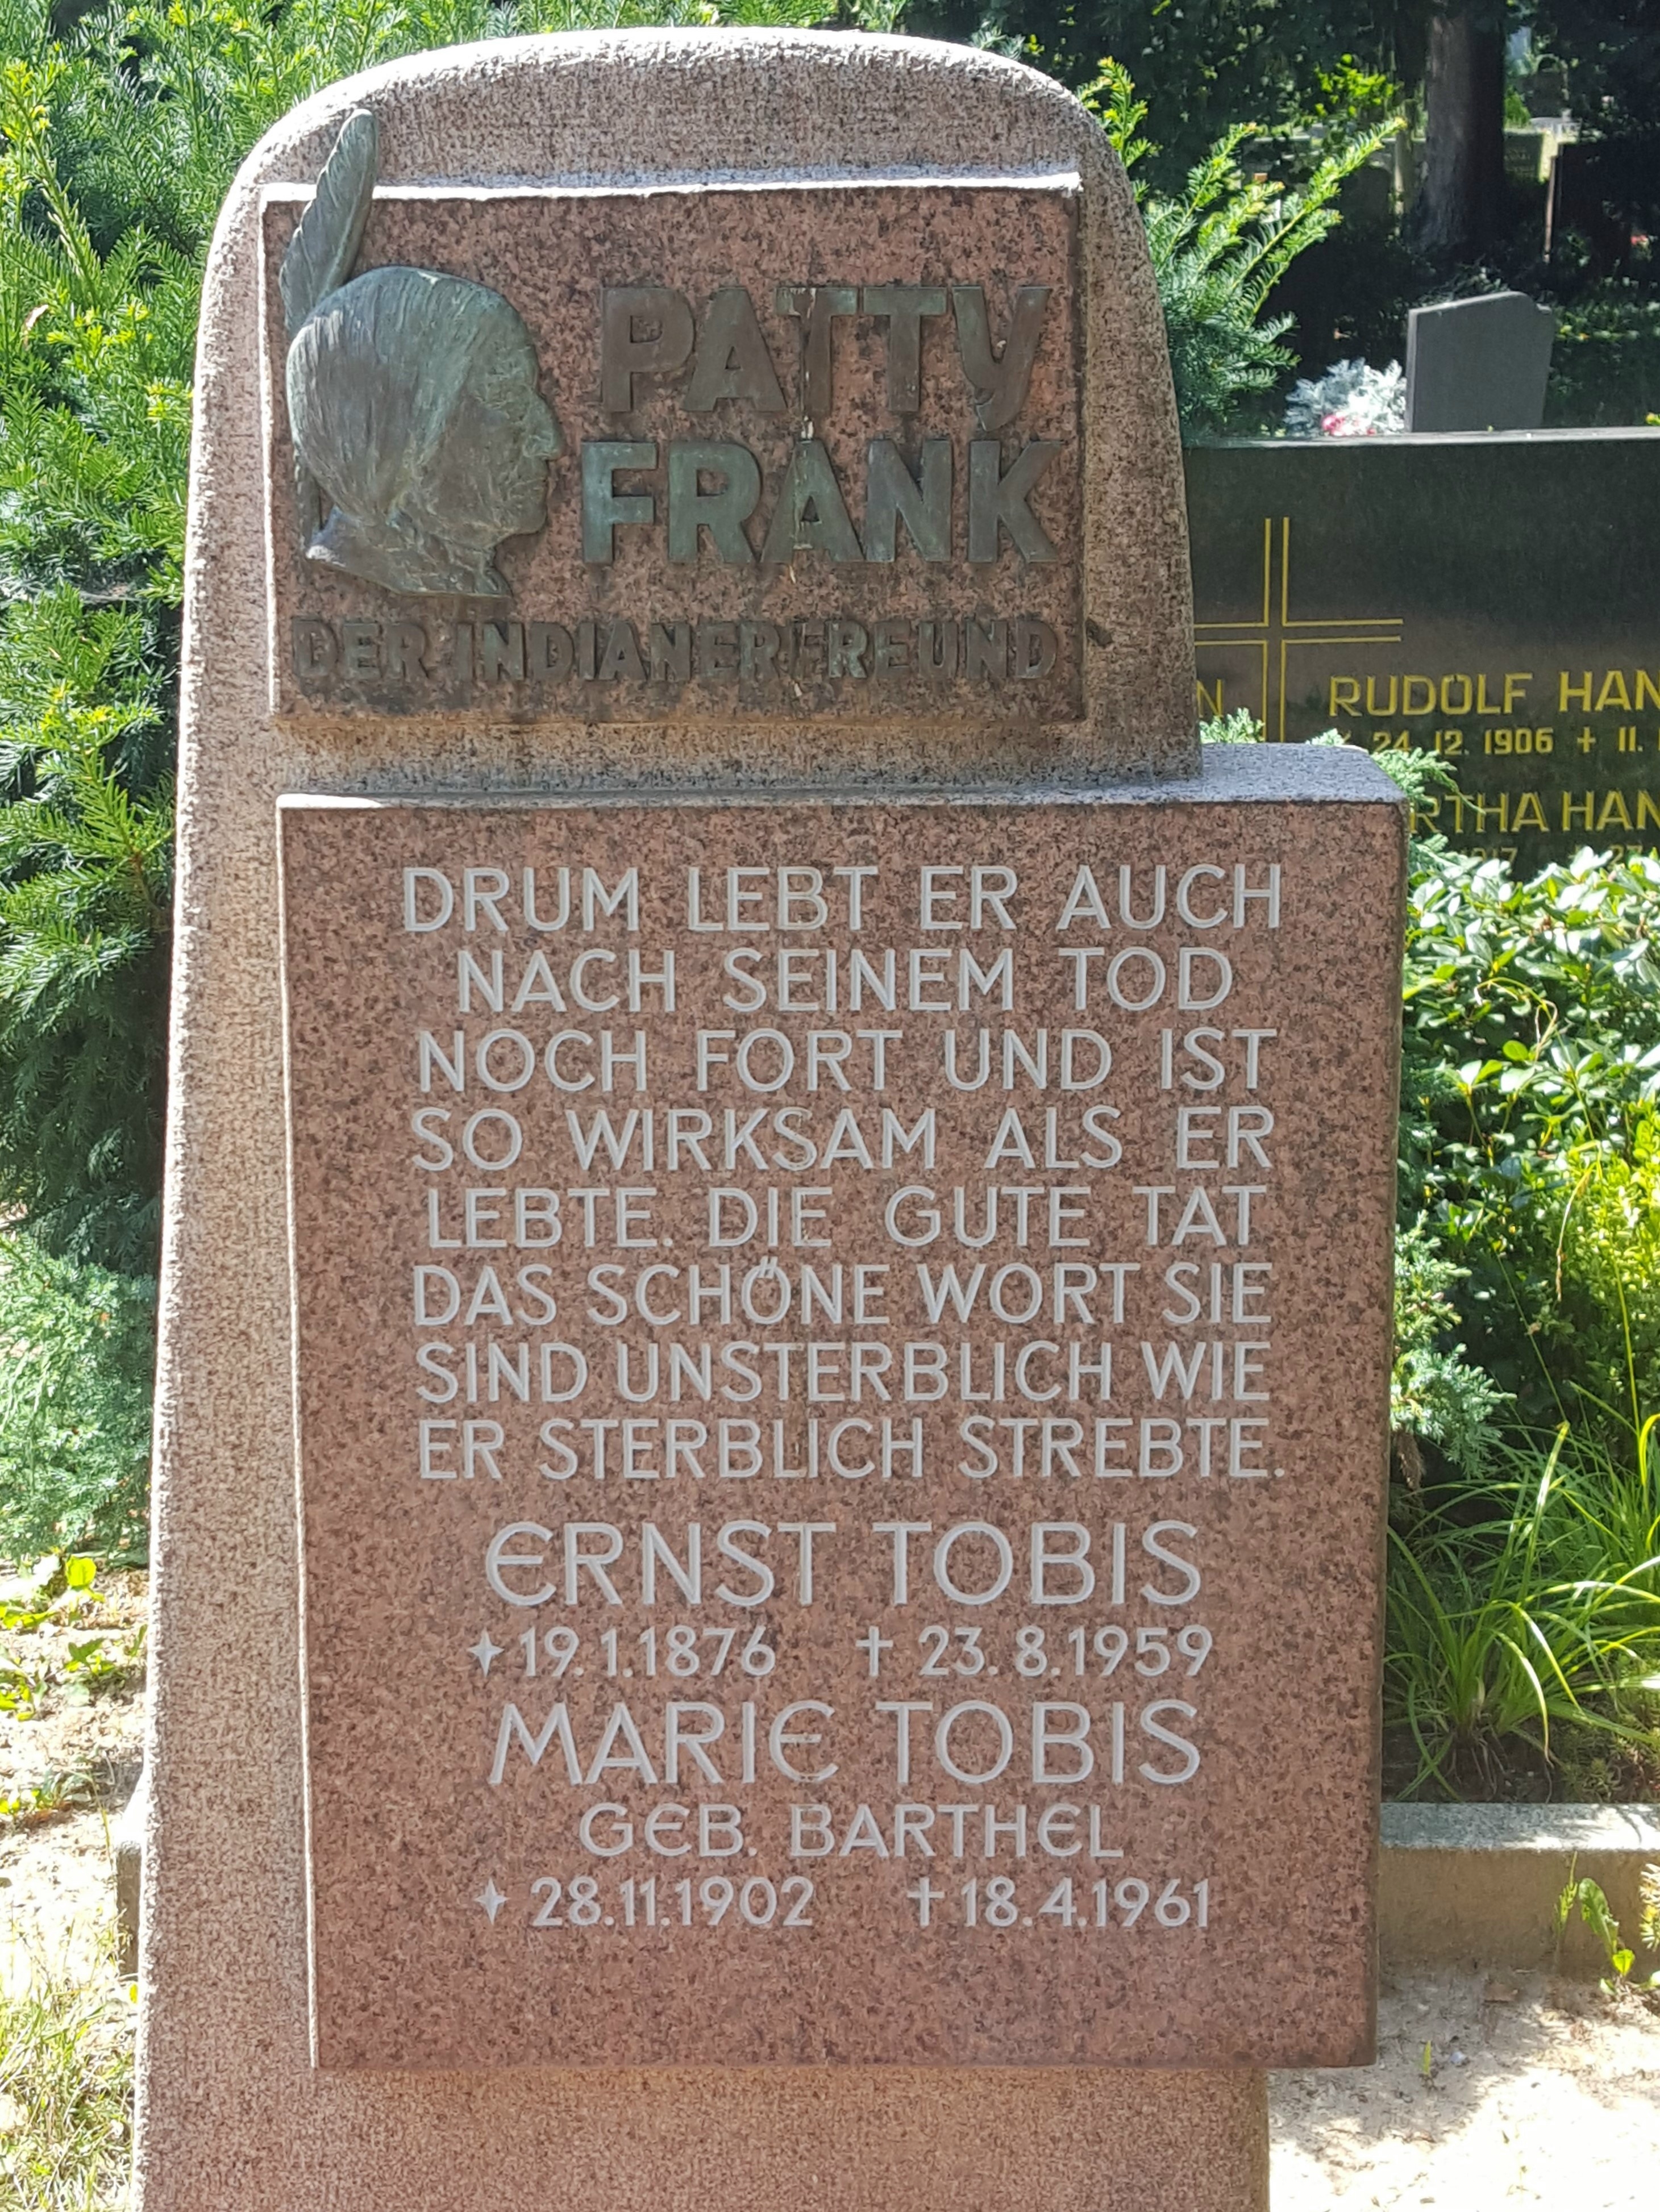 PATTY
FRANK
DER INDIANERFREUND
DRUM LEBT ER AUCH
NACH SEINEM TOD
NOCH FORT UND IST
SO WIRKSAM ALS ER
LEBTE. DIE GUTE TAT
DAS SCHÖNE WORT SIE
SIND UNSTERBLICH WIE
ER STERBLICH STREBTE.
ERNST TOBIS
✦ 19.1.1876 † 23.8.1959
MARIE TOBIS
GEB. BARTHEL
✦ 28.11.1902 † 18.4.1961
RUDOLF HAN
24.12.1906 + 11.
RTHA HAN